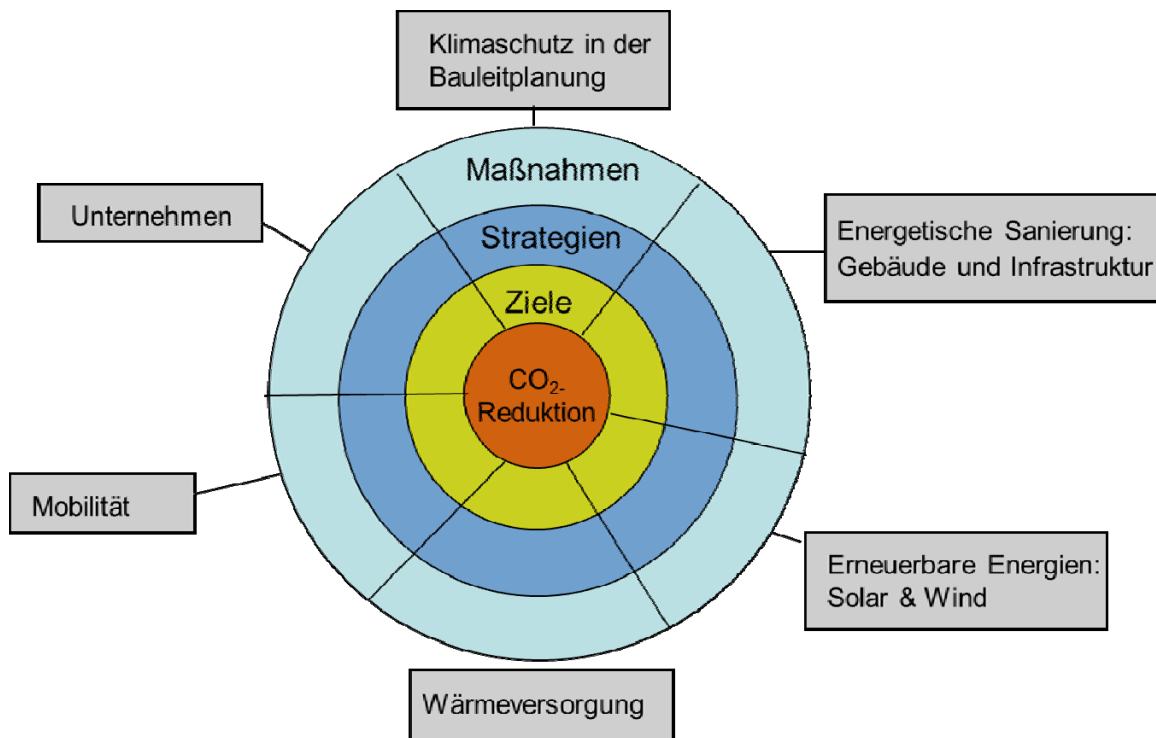 Klimaschutz in der
Bauleitplanung
Maßnahmen
Unternehmen
Strategien
Energetische Sanierung:
Gebäude und Infrastruktur
Ziele
CO₂-
Reduktion
Mobilität
Erneuerbare Energien:
Solar & Wind
Wärmeversorgung